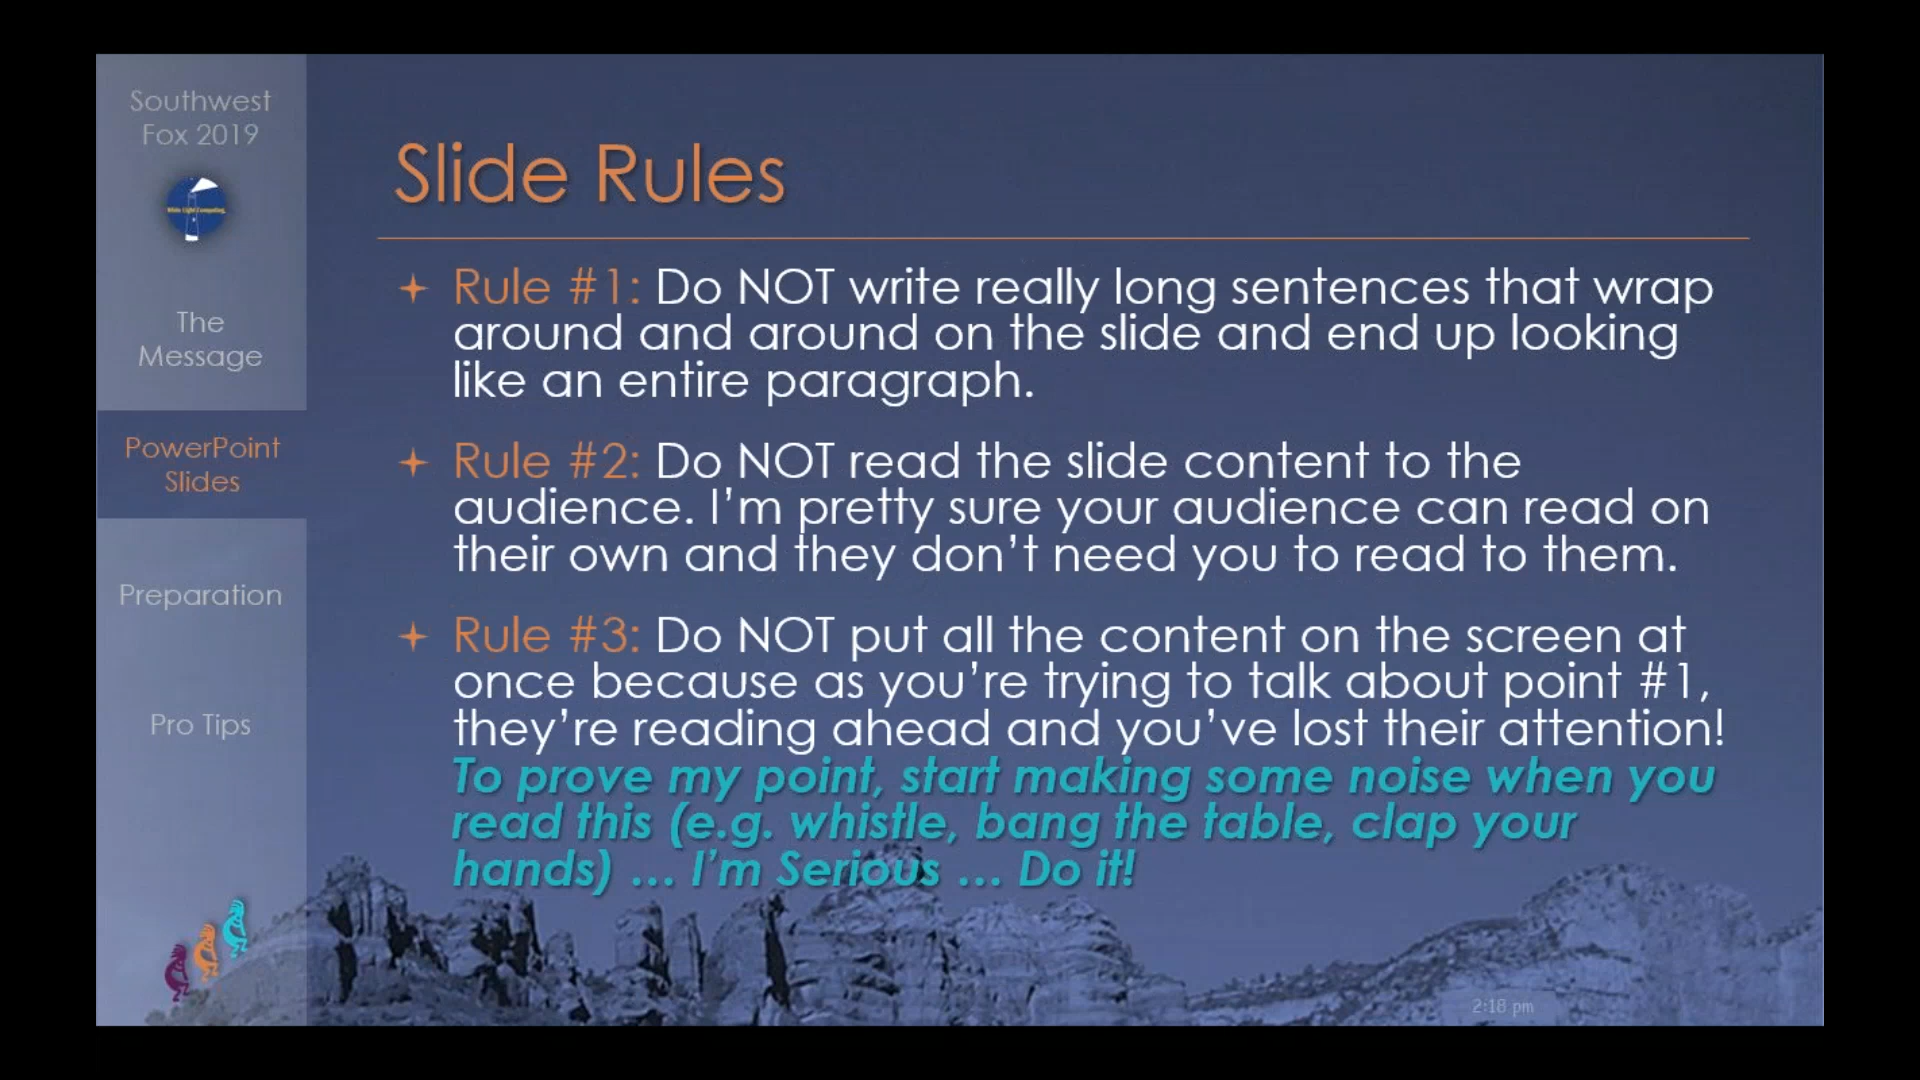 Southwest
Fox 2019
White Light Computing
The
Message
PowerPoint
Slides
Preparation
Pro Tips
Slide Rules
Rule #1: Do NOT write really long sentences that wrap
around and around on the slide and end up looking
like an entire paragraph.
Rule #2: Do NOT read the slide content to the
audience. I’m pretty sure your audience can read on
their own and they don’t need you to read to them.
Rule #3: Do NOT put all the content on the screen at
once because as you’re trying to talk about point #1,
they’re reading ahead and you’ve lost their attention!
To prove my point, start making some noise when you
read this (e.g. whistle, bang the table, clap your
hands) … I’m Serious … Do it!
2:18 pm